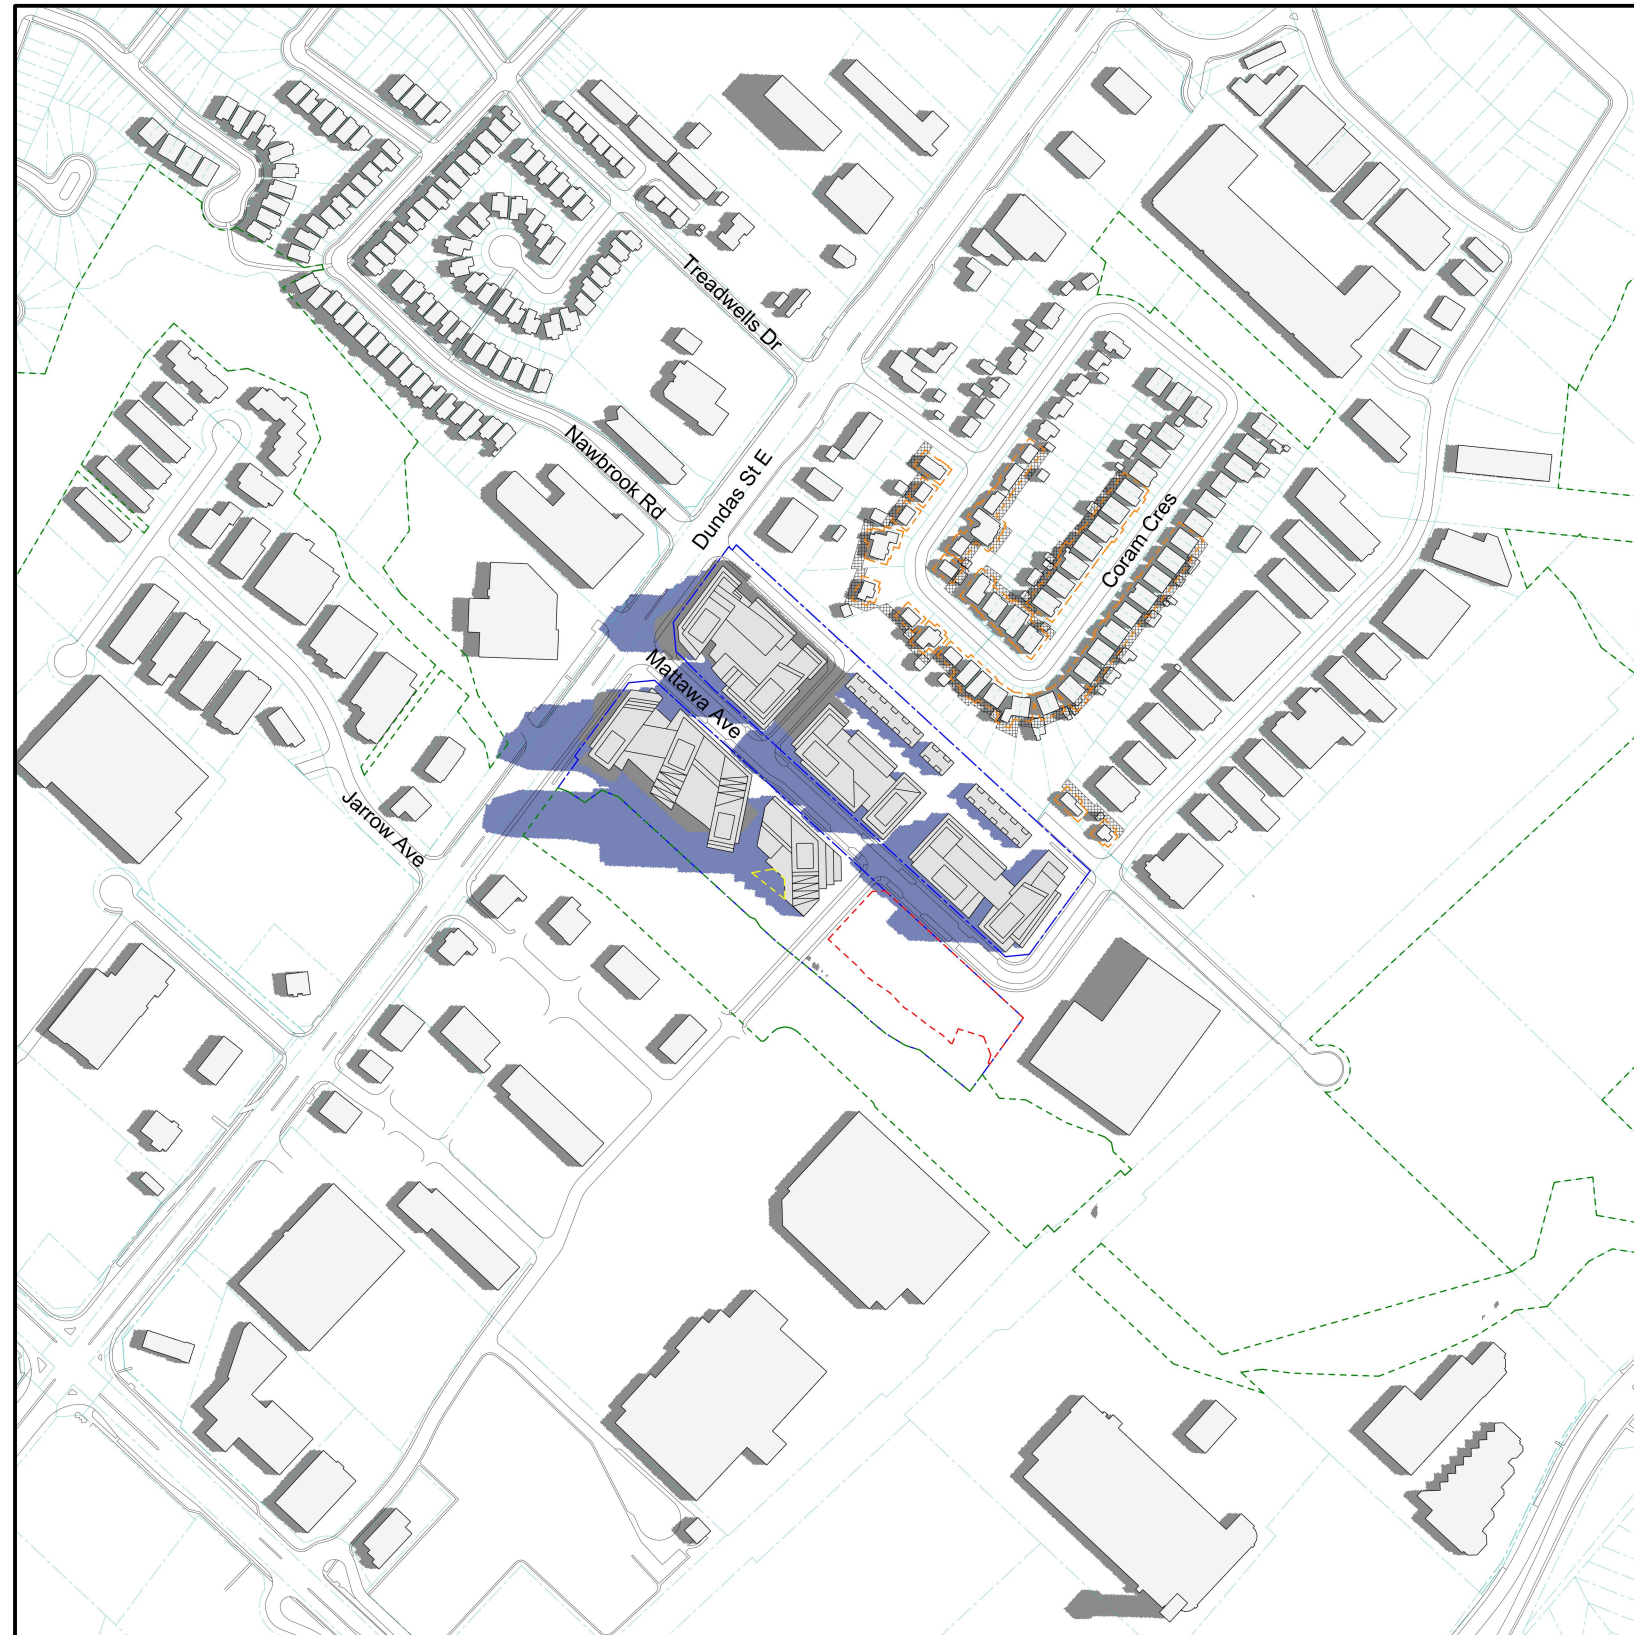 Treadwells Dr
Nawbrook Rd
Dundas St E
Coram Cres
Mattawa Ave
Jarrow Ave